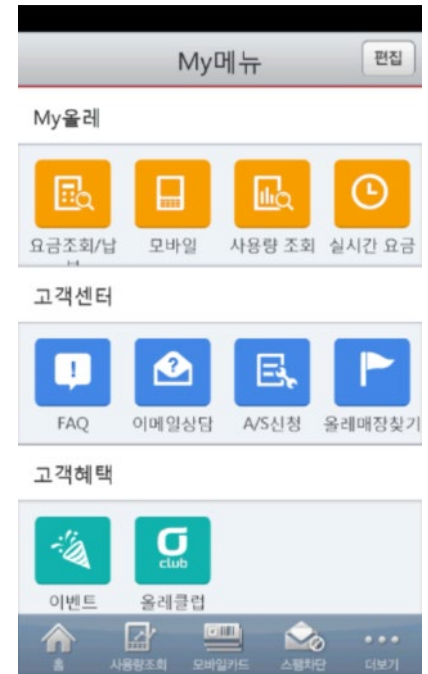 My메뉴
편집
My올레
요금조회/납
모바일
사용량 조회
실시간 요금
고객센터
FAQ
이메일상담
A/S신청
올레매장찾기
고객혜택
club
이벤트
올레클럽
홈
사용량조회
모바일카드
스팸차단
더보기